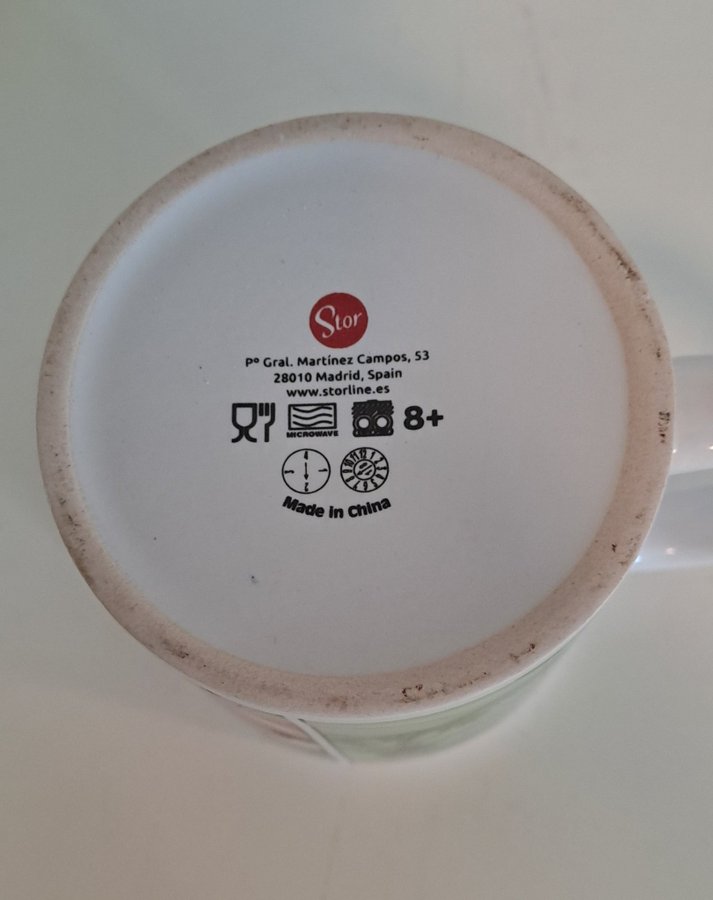 Stor
Pº Gral. Martínez Campos, 53
28010 Madrid, Spain
www.storline.es
MICROWAVE 8+
Made in China